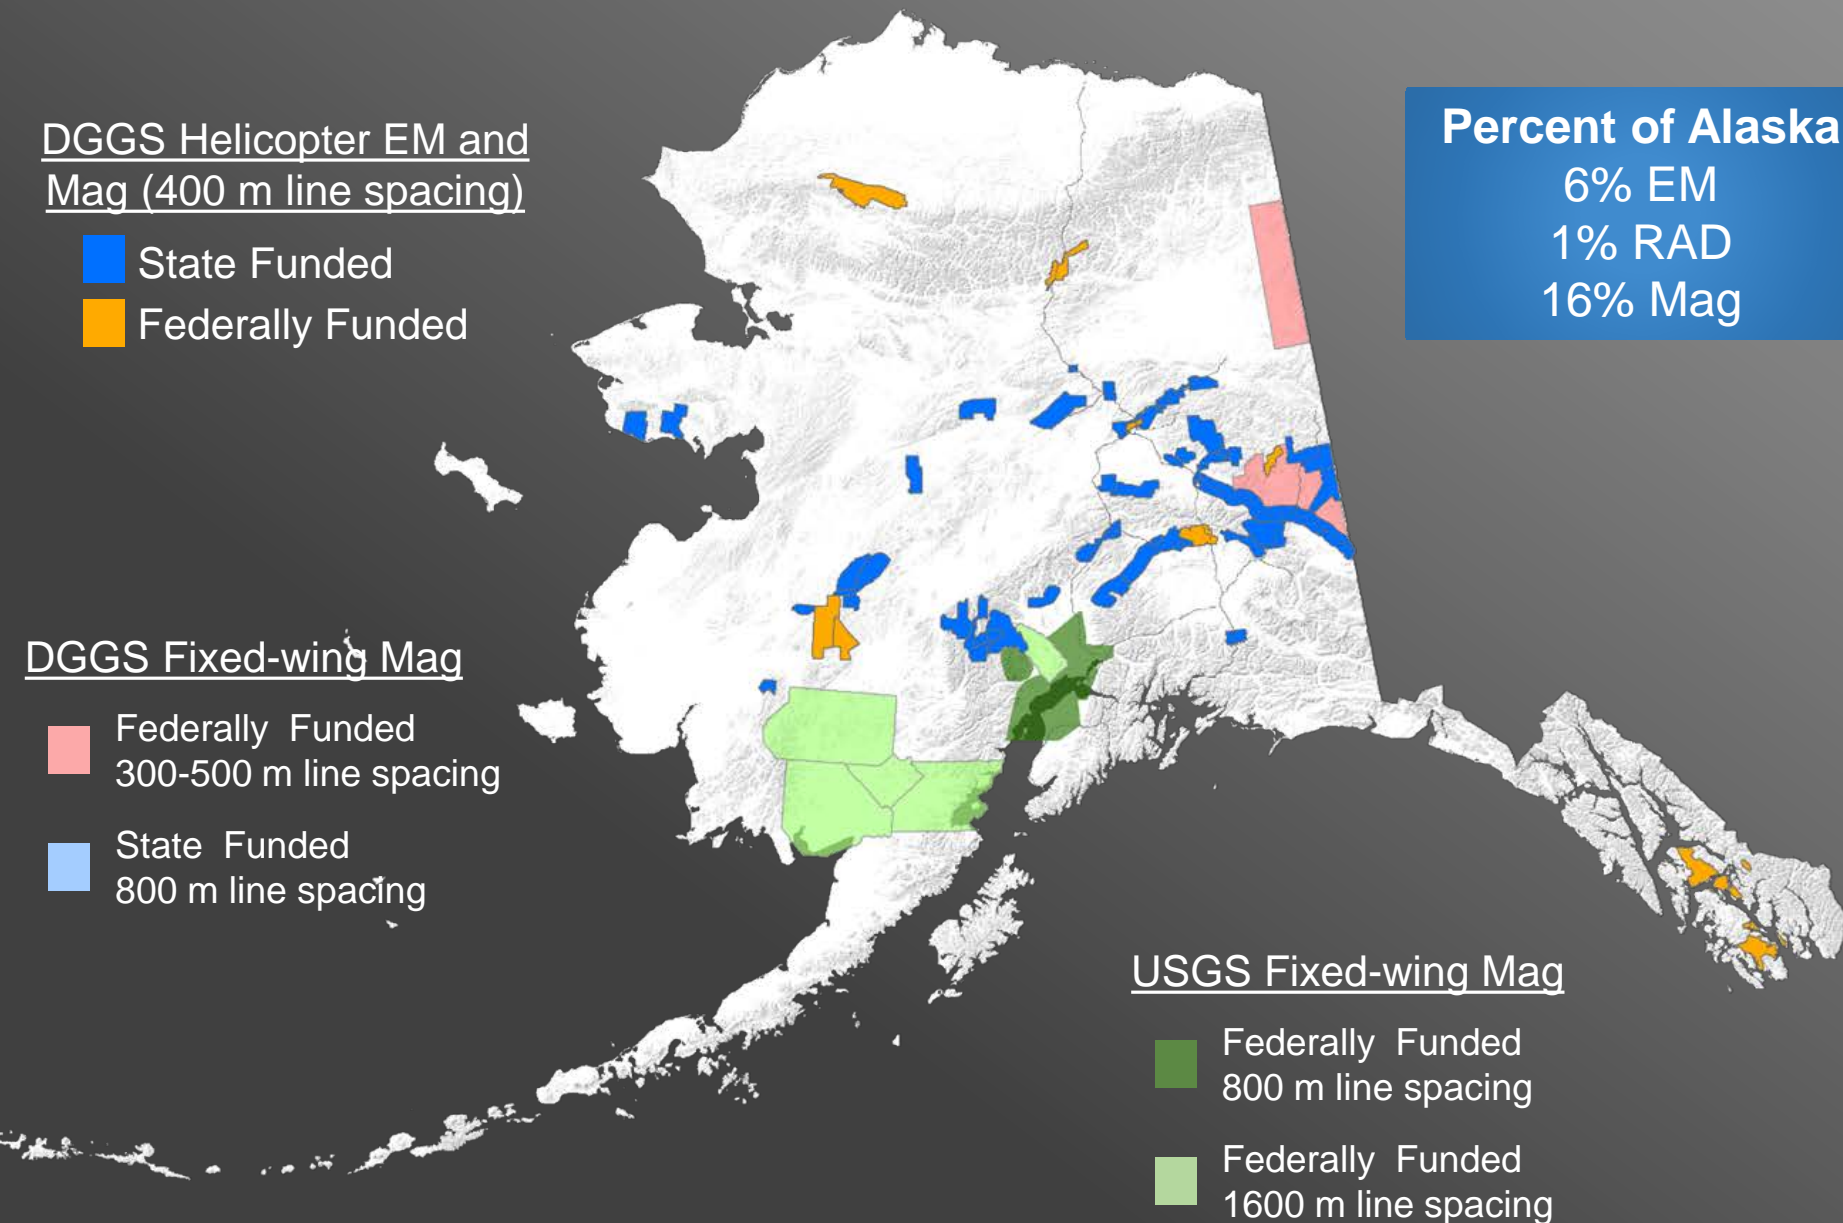 DGGS Helicopter EM and
Mag (400 m line spacing)
State Funded
Federally Funded
Percent of Alaska
6% EM
1% RAD
16% Mag
DGGS Fixed-wing Mag
Federally Funded
300-500 m line spacing
State Funded
800 m line spacing
USGS Fixed-wing Mag
Federally Funded
800 m line spacing
Federally Funded
1600 m line spacing